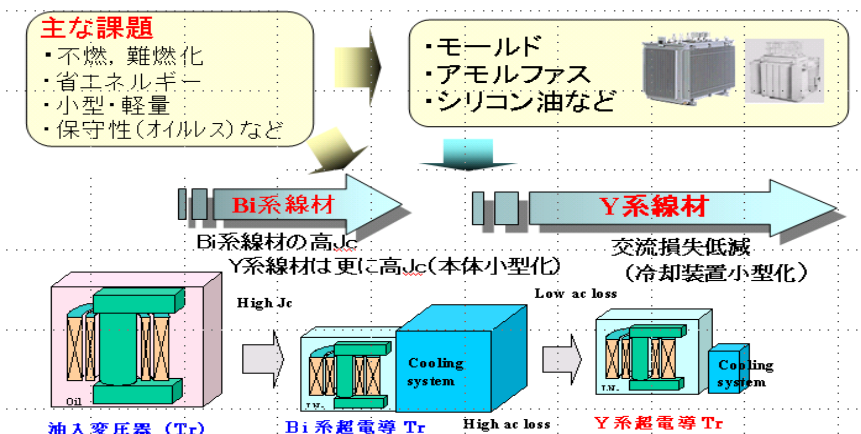 主な課題
・不燃, 難燃化
・省エネルギー
・小型・軽量
・保守性(オイルレス)など
・モールド
・アモルファス
・シリコン油など
Bi系線材
Y系線材
Bi系線材の高Jc
Y系線材は更に高Jc(本体小型化)
交流損失低減
(冷却装置小型化)
High Jc
Low ac loss
Oil
Cooling
system
Cooling
system
油入変圧器 (Tr)
Bi系超電導 Tr
High ac loss
Y系超電導 Tr